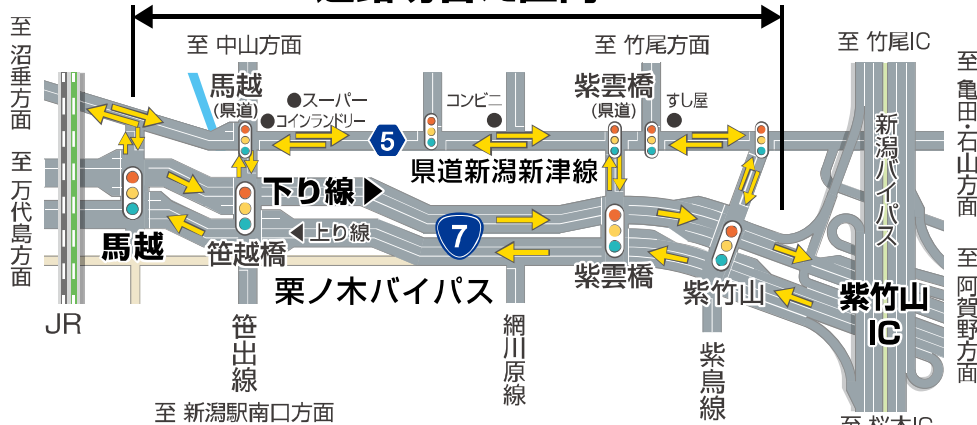 至 沼垂方面
至 中山方面
至 竹尾方面
至 竹尾IC
至 亀田・石山方面
馬越
(県道)
スーパー
コインランドリー
コンビニ
紫雲橋
(県道)
すし屋
新潟バイパス
5
県道新潟新津線
至 万代島方面
下り線
上り線
7
馬越
笹越橋
栗ノ木バイパス
紫雲橋
紫竹山
紫竹山
IC
至 阿賀野方面
JR
笹出線
網川原線
紫鳥線
至 新潟駅南口方面